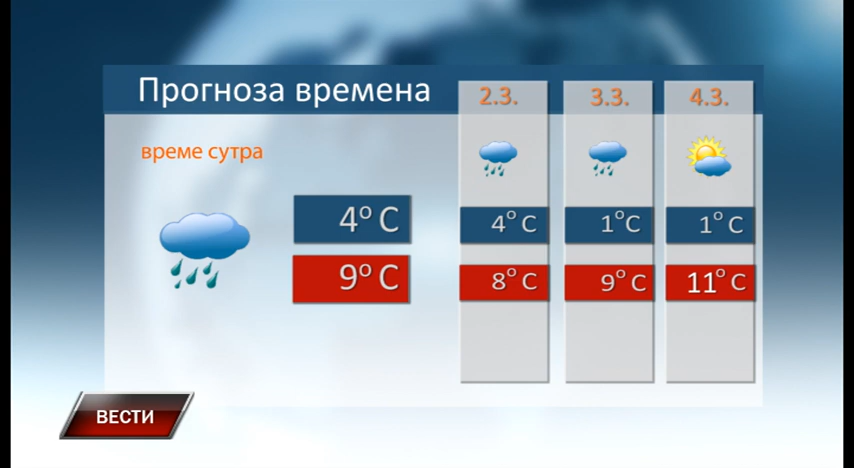 Прогноза времена
2.3. 3.3. 4.3.
време сутра
4° C
9° C
4° C 1°C 1° C
8° C 9° C 11° C
ВЕСТИ